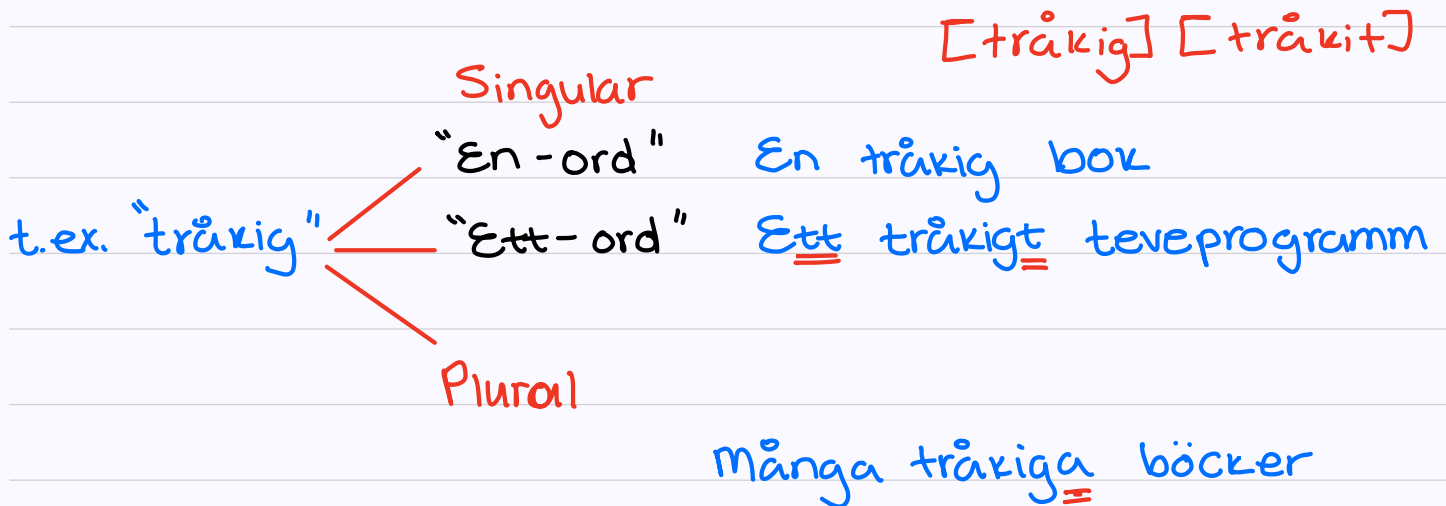 [tråkig] [tråkit]
Singular
"En-ord" En tråkig bok
t.ex. "tråkig" "Ett-ord" Ett tråkigt teveprogramm
Plural
Många tråkiga böcker